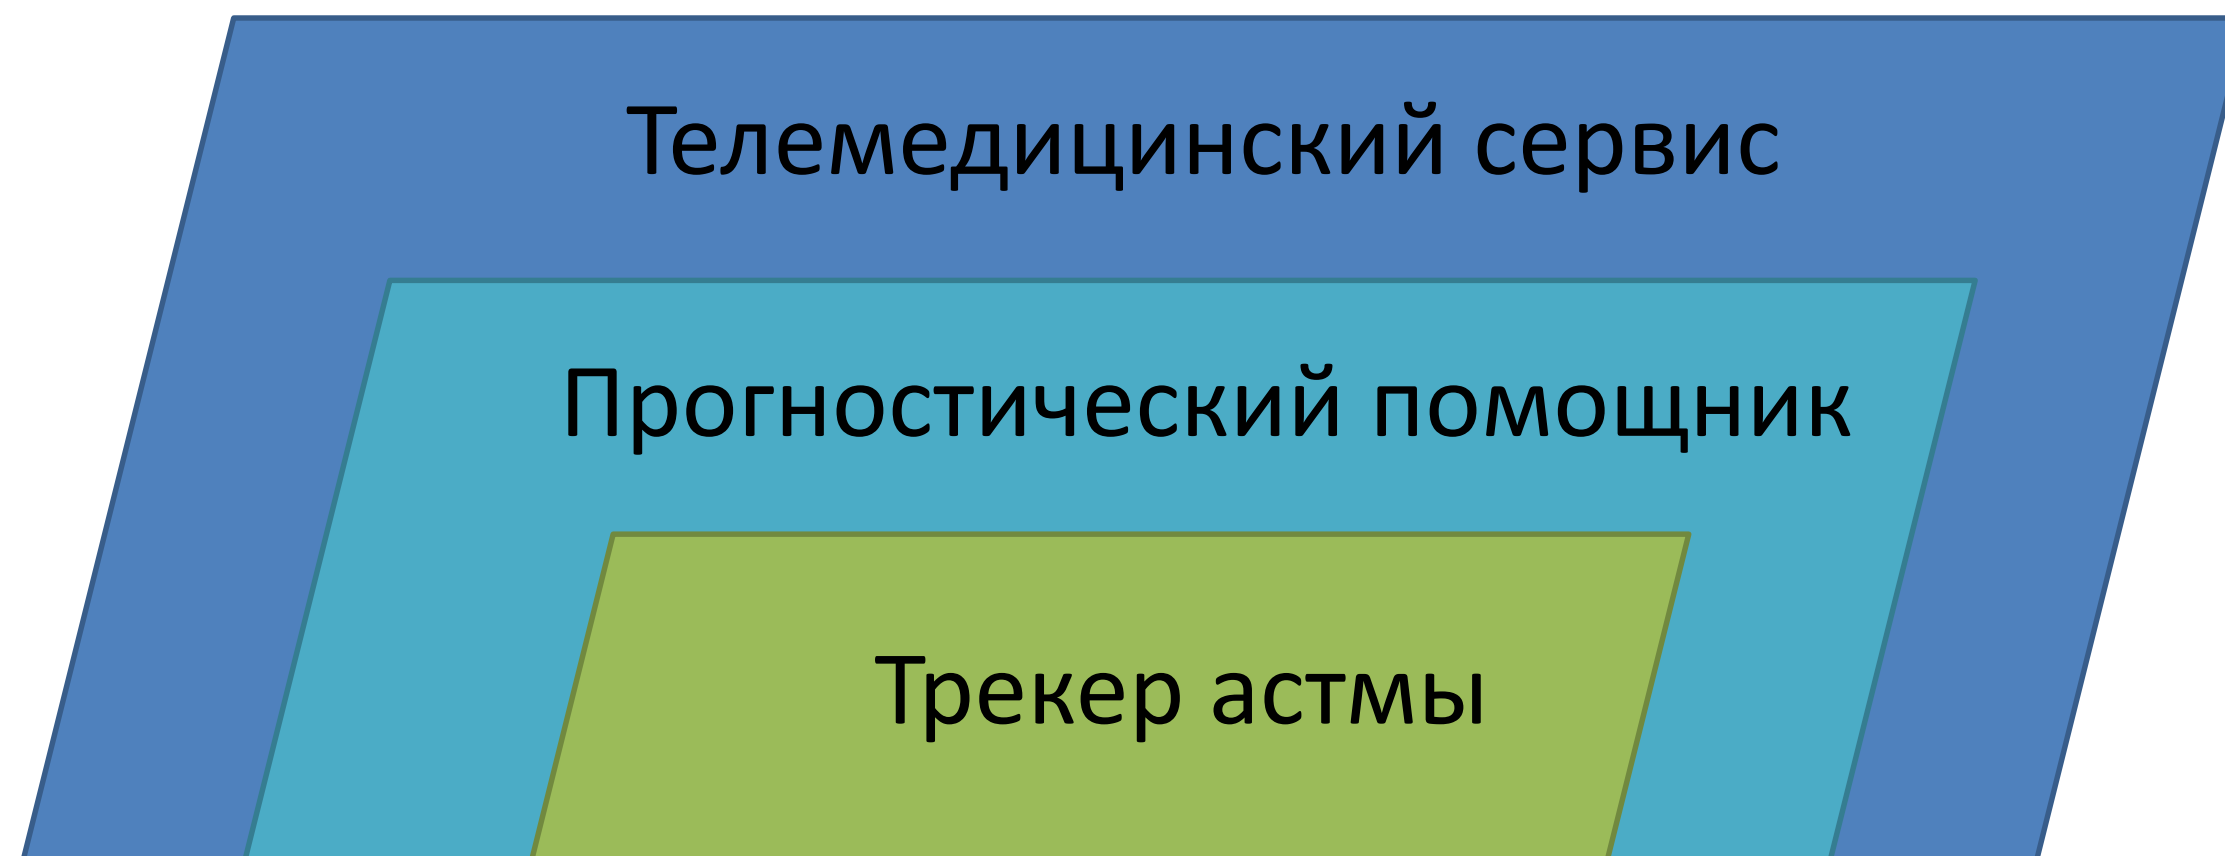 Телемедицинский сервис
Прогностический помощник
Трекер астмы